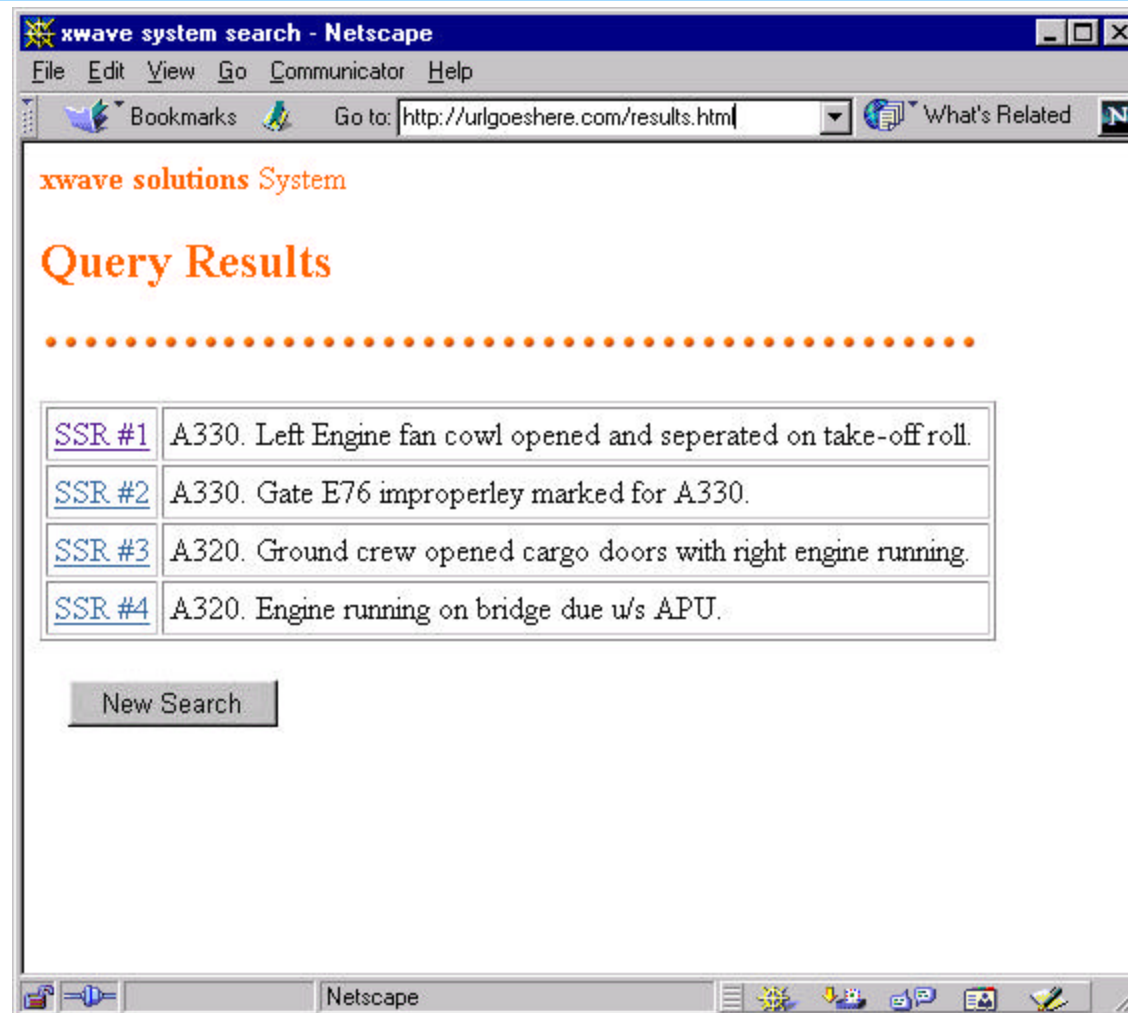 xwave system search - Netscape
File Edit View Go Communicator Help
Bookmarks Go to: http://urlgoeshere.com/results.html What's Related N
xwave solutions System
Query Results
SSR #1 A330. Left Engine fan cowl opened and seperated on take-off roll.
SSR #2 A330. Gate E76 improperley marked for A330.
SSR #3 A320. Ground crew opened cargo doors with right engine running.
SSR #4 A320. Engine running on bridge due u/s APU.
New Search
Netscape